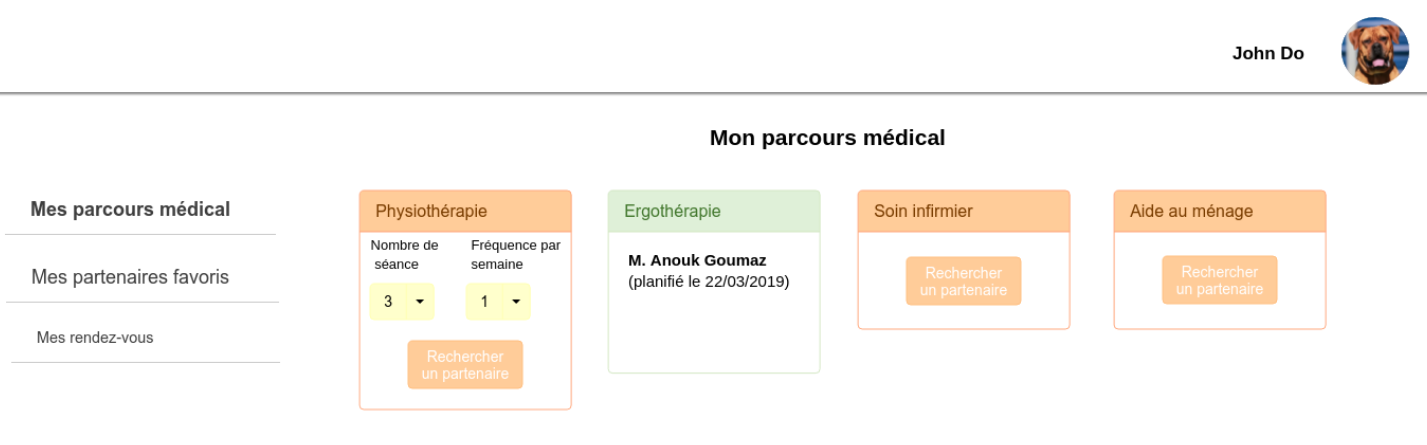 John Do
Mon parcours médical
Mes parcours médical
Mes partenaires favoris
Mes rendez-vous
Physiothérapie
Nombre de
séance
Fréquence par
semaine
3
1
Rechercher
un partenaire
Ergothérapie
M. Anouk Goumaz
(planifié le 22/03/2019)
Soin infirmier
Rechercher
un partenaire
Aide au ménage
Rechercher
un partenaire